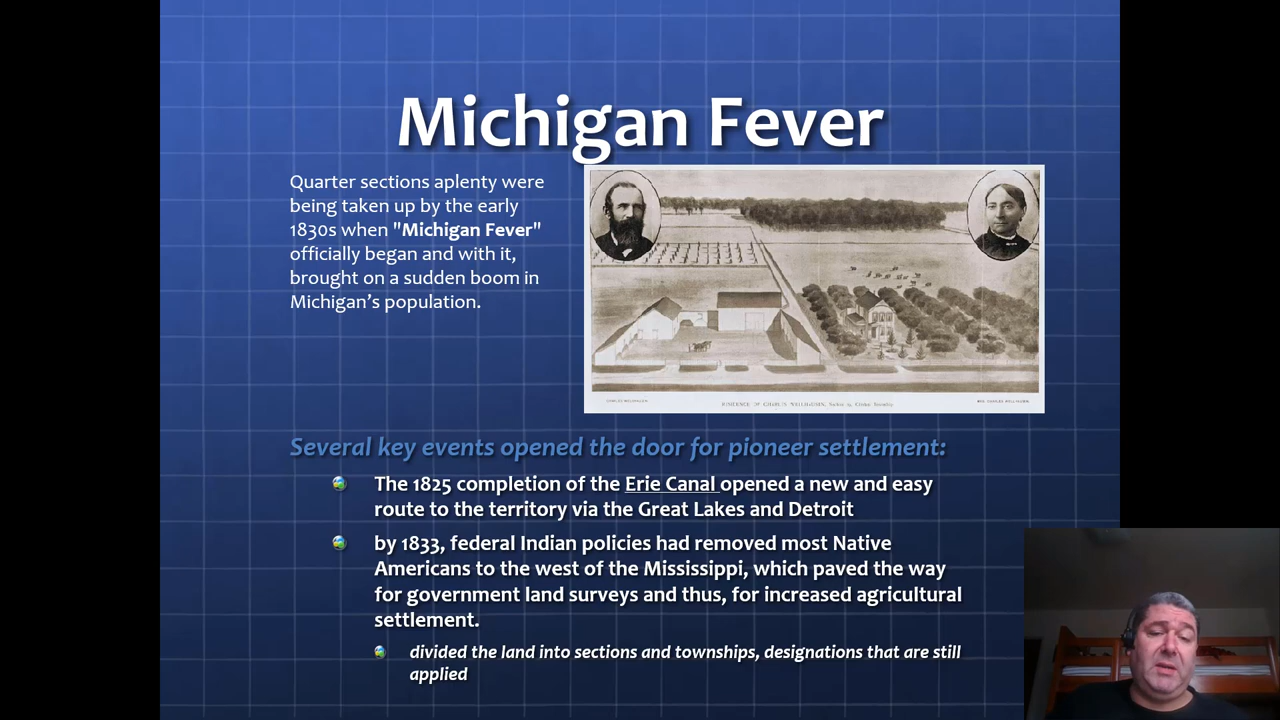 Michigan Fever
Quarter sections aplenty were
being taken up by the early
1830s when "Michigan Fever"
officially began and with it,
brought on a sudden boom in
Michigan's population.
Several key events opened the door for pioneer settlement:
The 1825 completion of the Erie Canal opened a new and easy
route to the territory via the Great Lakes and Detroit
by 1833, federal Indian policies had removed most Native
Americans to the west of the Mississippi, which paved the way
for government land surveys and thus, for increased agricultural
settlement.
divided the land into sections and townships, designations that are still
applied